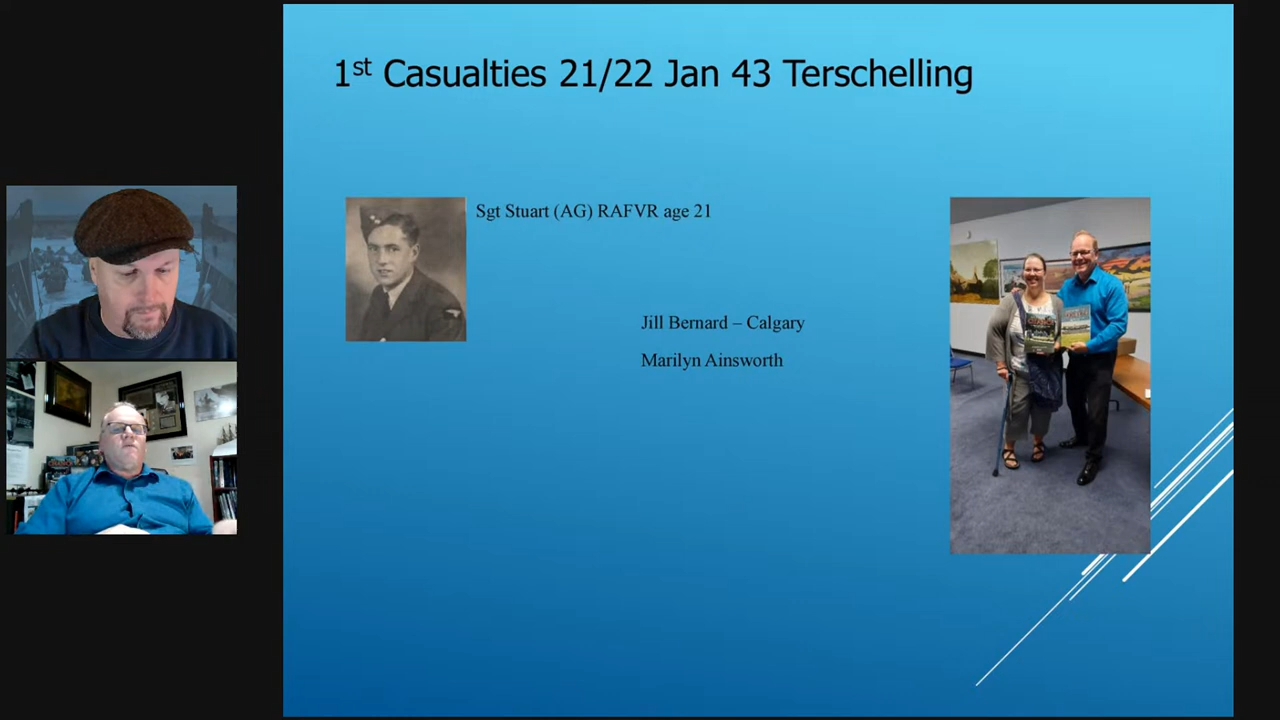 1st Casualties 21/22 Jan 43 Terschelling
Sgt Stuart (AG) RAFVR age 21
Jill Bernard – Calgary
Marilyn Ainsworth